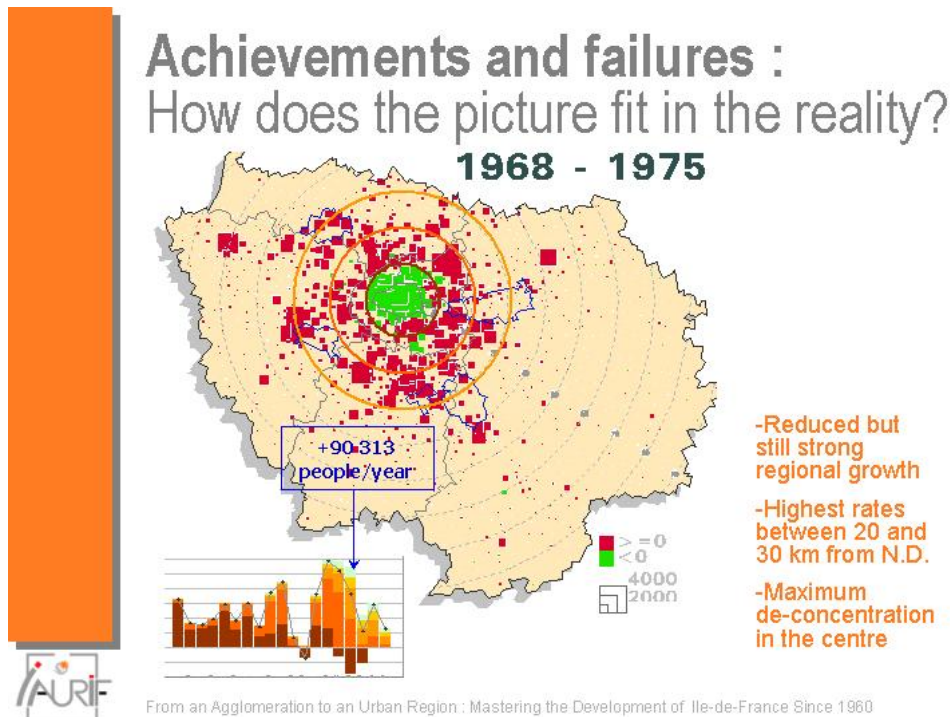 Achievements and failures :
How does the picture fit in the reality?
1968 - 1975
+90 313
people/year
-Reduced but
still strong
regional growth
-Highest rates
between 20 and
30 km from N.D.
-Maximum
de-concentration
in the centre
> =0
<0
4000
2000
IAURIF
From an Agglomeration to an Urban Region : Mastering the Development of Ile-de-France Since 1960